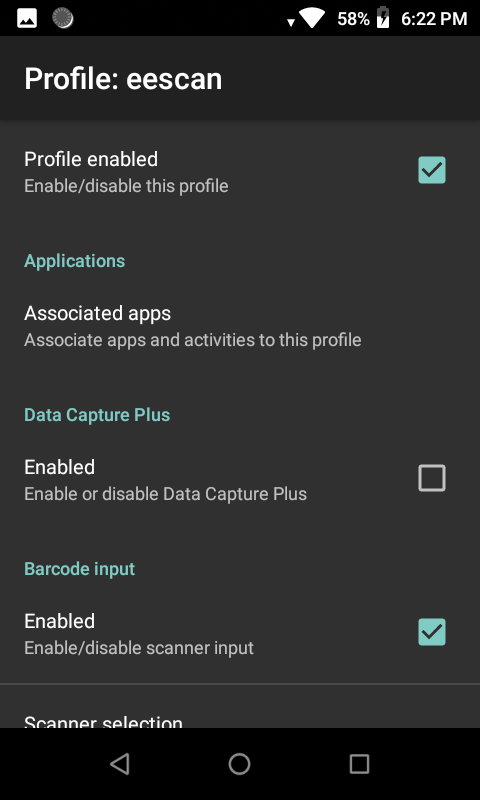 58% 6:22 PM
Profile: eescan
Profile enabled
Enable/disable this profile
Applications
Associated apps
Associate apps and activities to this profile
Data Capture Plus
Enabled
Enable or disable Data Capture Plus
Barcode input
Enabled
Enable/disable scanner input
Scanner selection